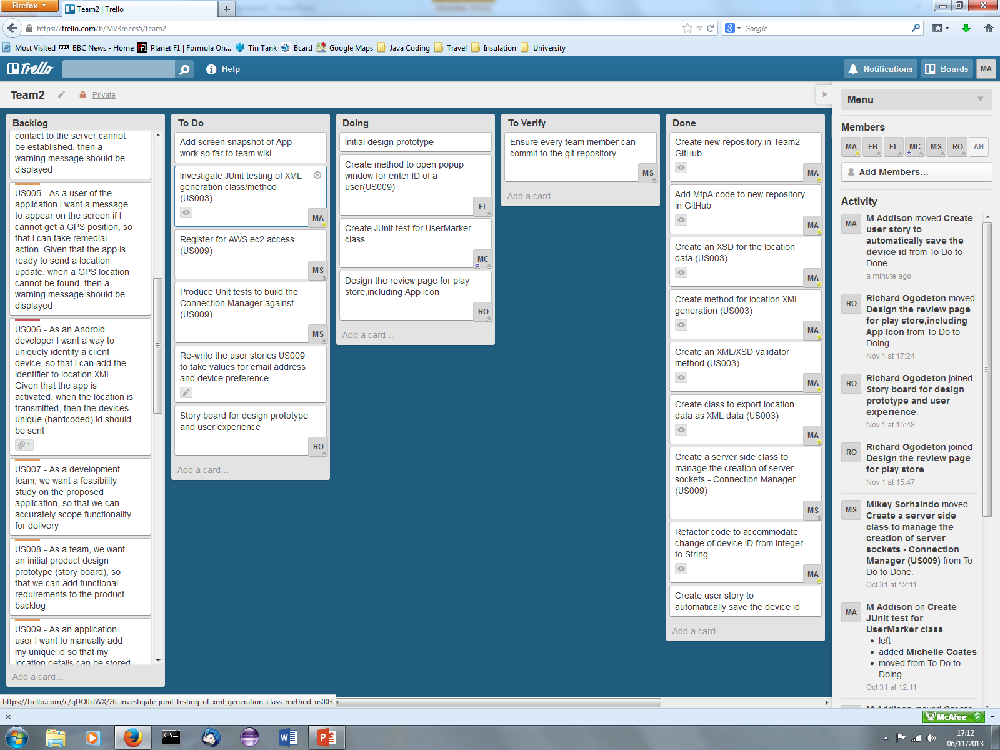 Firefox
Team2 | Trello
https://trello.com/b/MV3mces5/team2
Google
Most Visited
BBC News - Home
Planet F1 | Formula On...
Tin Tank
Bcard
Google Maps
Java Coding
Travel
Insulation
University
Trello
Help
Notifications
Boards
MA
Team2
Private
Backlog
contact to the server cannot
be established, then a
warning message should be
displayed
US005 - As a user of the
application I want a message
to appear on the screen if I
cannot get a GPS position, so
that I can take remedial
action. Given that the app is
ready to send a location
update, when a GPS location
cannot be found, then a
warning message should be
displayed
US006 - As an Android
developer I want a way to
uniquely identify a client
device, so that I can add the
identifier to location XML.
Given that the app is
activated, when the location is
transmitted, then the devices
unique (hardcoded) id should
be sent
1
US007 - As a development
team, we want a feasibility
study on the proposed
application, so that we can
accurately scope functionality
for delivery
US008 - As a team, we want
an initial product design
prototype (story board), so
that we can add functional
requirements to the product
backlog
US009 - As an application
user I want to manually add
my unique id so that my
location details can be stored
Add a card...
To Do
Add screen snapshot of App
work so far to team wiki
Investigate JUnit testing of XML
generation class/method
(US003)
MA
Register for AWS ec2 access
(US009)
MS
Produce Unit tests to build the
Connection Manager against
(US009)
MS
Re-write the user stories US009
to take values for email address
and device preference
Story board for design prototype
and user experience
RO
Add a card...
Doing
Initial design prototype
Create method to open popup
window for enter ID of a
user(US009)
EL
Create JUnit test for UserMarker
class
MC
Design the review page for play
store,including App Icon
RO
Add a card...
To Verify
Ensure every team member can
commit to the git repository
MS
Add a card...
Done
Create new repository in Team2
GitHub
MA
Add MtpA code to new repository
in GitHub
MA
Create an XSD for the location
data (US003)
MA
Create method for location XML
generation (US003)
MA
Create an XML/XSD validator
method (US003)
MA
Create class to export location
data as XML data (US003)
MA
Create a server side class to
manage the creation of server
sockets - Connection Manager
(US009)
MS
Refactor code to accommodate
change of device ID from integer
to String
MA
Create user story to
automatically save the device id
Add a card...
Menu
Members
MA EB EL MC MS RO AH
Add Members...
Activity
MA
M Addison moved Create
user story to
automatically save the
device id from To Do to
Done.
a minute ago
RO
Richard Ogodeton moved
Design the review page
for play store,including
App Icon from To Do to
Doing.
Nov 1 at 17:24
RO
Richard Ogodeton joined
Story board for design
prototype and user
experience.
Nov 1 at 15:48
RO
Richard Ogodeton joined
Design the review page
for play store.
Nov 1 at 15:47
MS
Mikey Sorhaindo moved
Create a server side
class to manage the
creation of server
sockets - Connection
Manager (US009) from To
Do to Done.
Oct 31 at 12:11
MA
M Addison on Create
JUnit test for
UserMarker class
left
added Michelle Coates
moved from To Do to
Doing
Oct 31 at 12:11
M Addison moved Create
https://trello.com/c/qDO0rJWX/26-investigate-junit-testing-of-xml-generation-class-method-us003
McAfee
17:12
06/11/2013